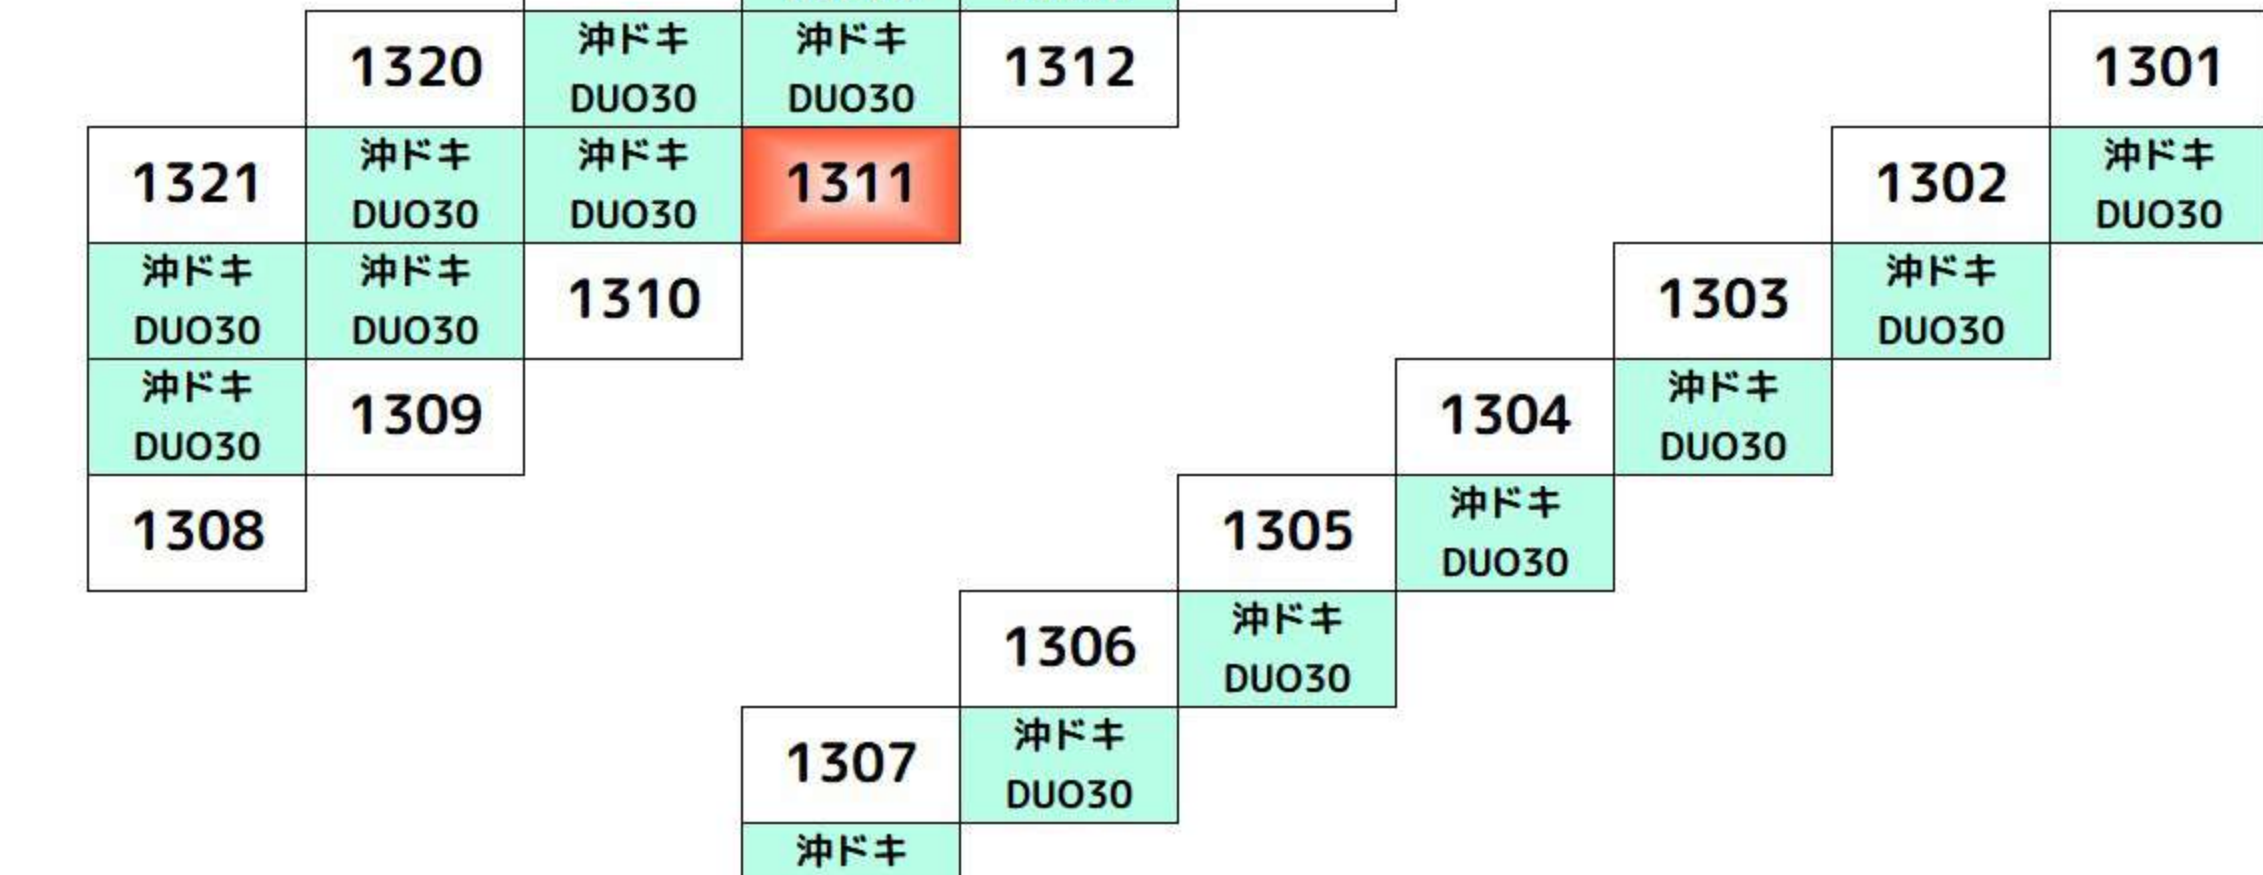 1320 沖ドキ 沖ドキ 1312 1301
DUO30 DUO30
1321 沖ドキ 沖ドキ 1311 1302 沖ドキ
DUO30 DUO30 DUO30
沖ドキ 沖ドキ 1310 1303 沖ドキ
DUO30 DUO30 DUO30
沖ドキ 1309 1304 沖ドキ
DUO30 DUO30
1308 1305 沖ドキ
DUO30
1306 沖ドキ
DUO30
1307 沖ドキ
DUO30
沖ドキ